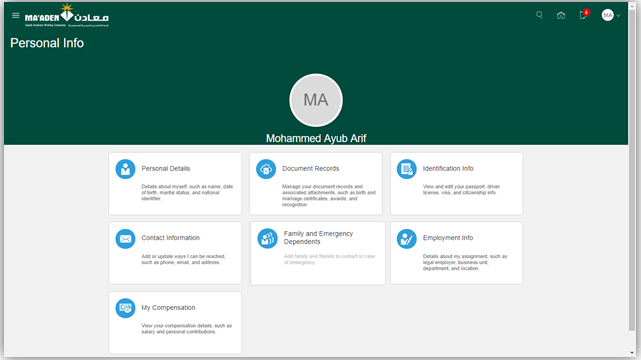 MA'ADEN معادن
Saudi Arabian Mining Company
4
MA
Personal Info
MA
Mohammed Ayub Arif
Personal Details
Details about myself, such as name, date
of birth, marital status, and national
identifier.
Document Records
Manage your document records and
associated attachments, such as birth and
marriage certificates, awards, and
recognition.
Identification Info
View and edit your passport, driver
license, visa, and citizenship info.
Contact Information
Add or update ways I can be reached,
such as phone, email, and address
Family and Emergency
Dependents
Add family and friends to contact in case
of emergency.
Employment Info
Details about my assignment, such as
legal employer, business unit,
department, and location.
My Compensation
View your compensation details, such as
salary and personal contributions